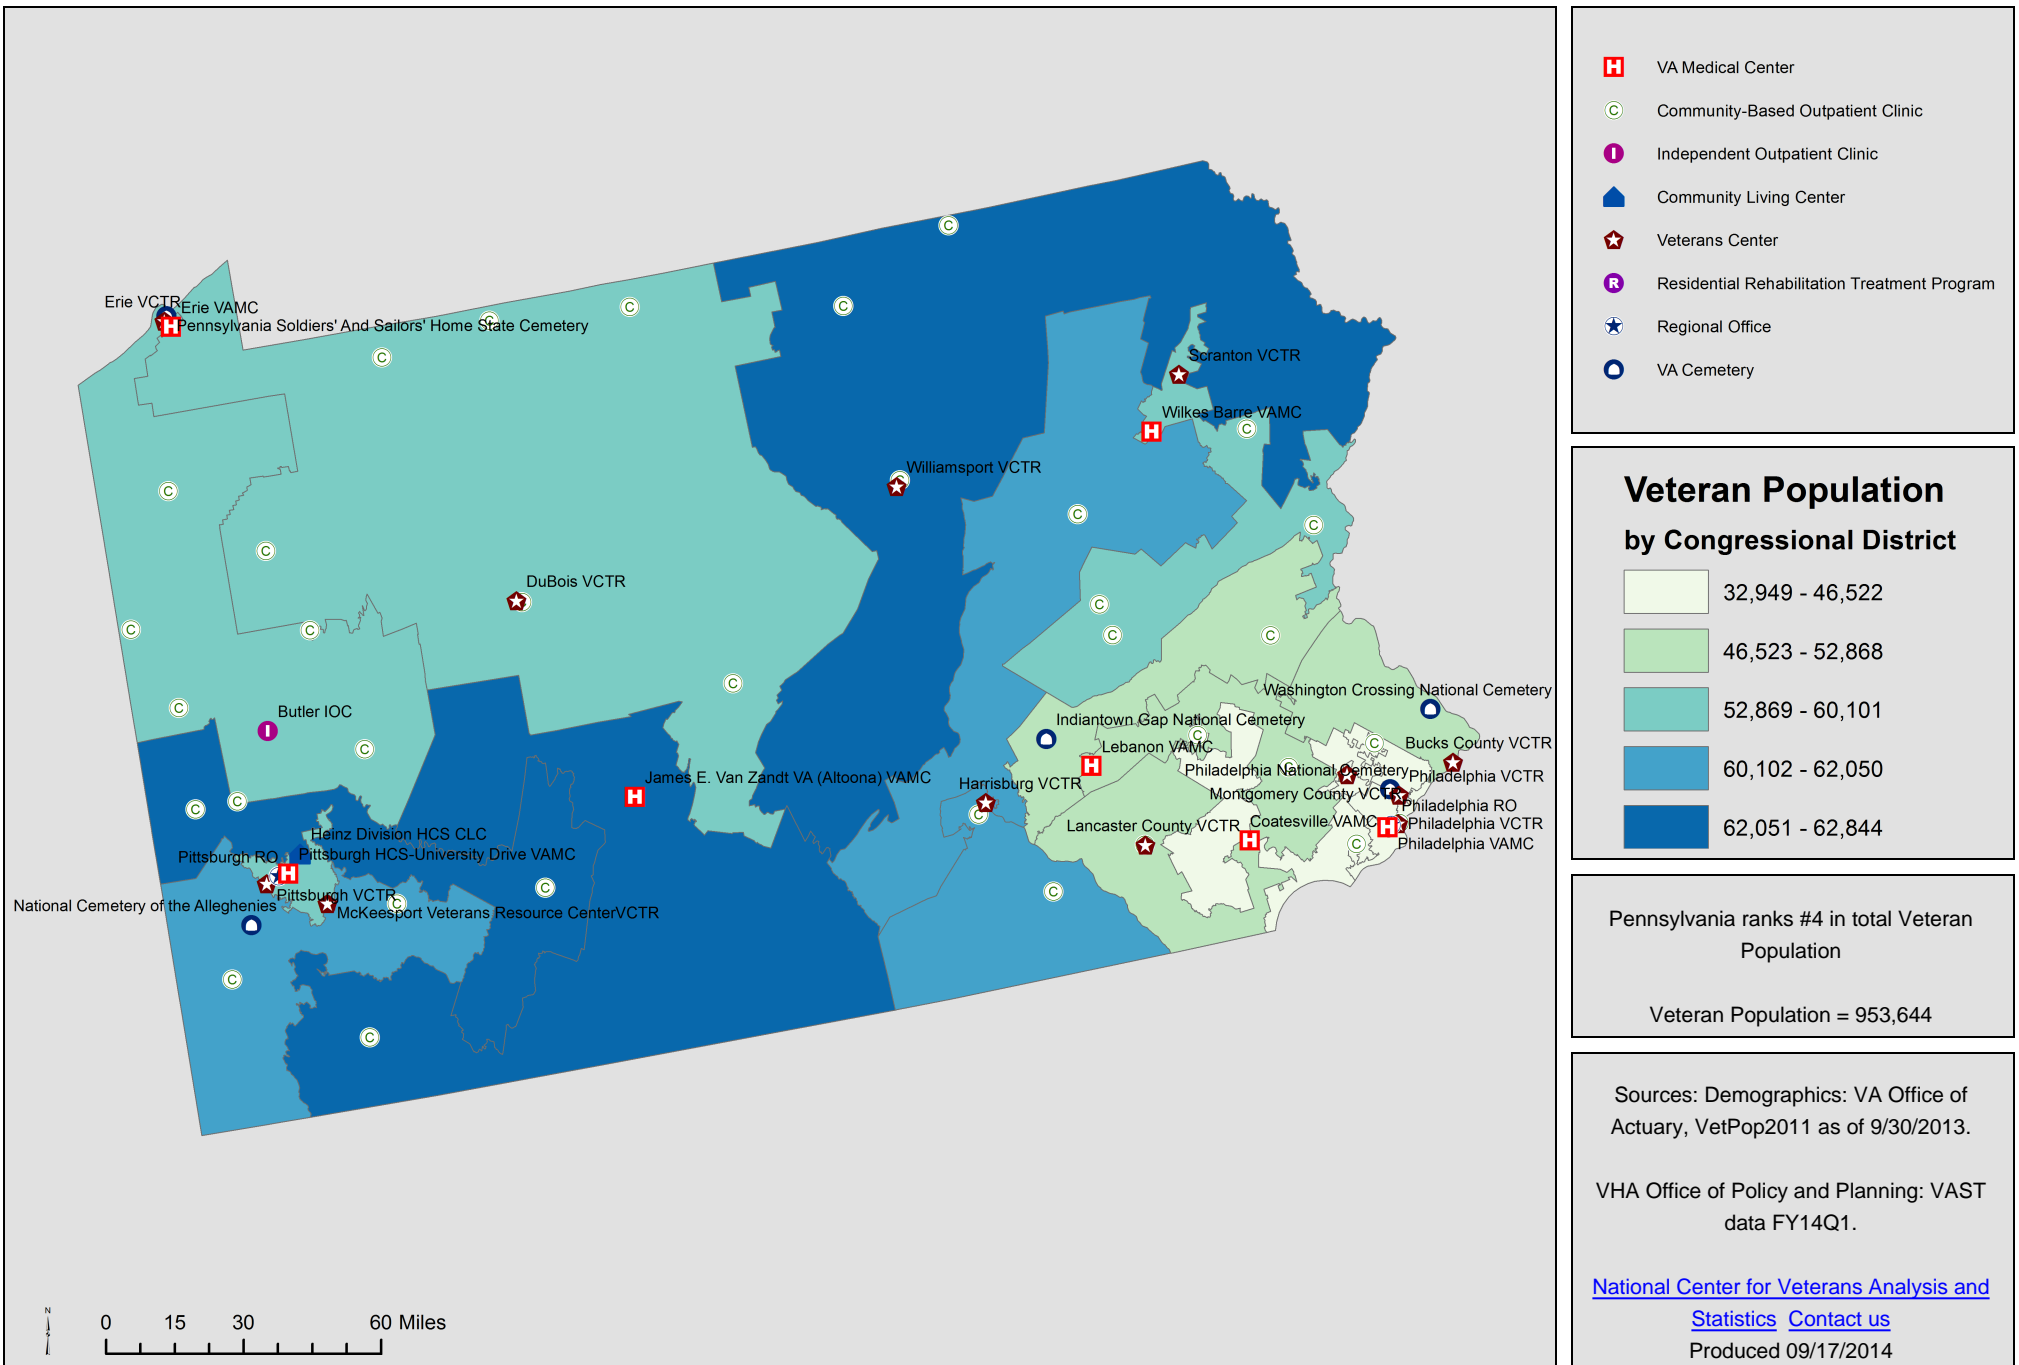 Erie VCTR
Erie VAMC
Pennsylvania Soldiers' And Sailors' Home State Cemetery
Scranton VCTR
Wilkes Barre VAMC
Williamsport VCTR
DuBois VCTR
Butler IOC
Washington Crossing National Cemetery
Indiantown Gap National Cemetery
Lebanon VAMC
Bucks County VCTR
Philadelphia National Cemetery
Philadelphia VCTR
James E. Van Zandt VA (Altoona) VAMC
Harrisburg VCTR
Montgomery County VCTR
Philadelphia RO
Lancaster County VCTR
Coatesville VAMC
Philadelphia VCTR
Philadelphia VAMC
Heinz Division HCS CLC
Pittsburgh RO
Pittsburgh HCS-University Drive VAMC
Pittsburgh VCTR
National Cemetery of the Alleghenies
McKeesport Veterans Resource CenterVCTR
N
0 15 30 60 Miles
H VA Medical Center
C Community-Based Outpatient Clinic
I Independent Outpatient Clinic
Community Living Center
Veterans Center
R Residential Rehabilitation Treatment Program
Regional Office
VA Cemetery
Veteran Population
by Congressional District
32,949 - 46,522
46,523 - 52,868
52,869 - 60,101
60,102 - 62,050
62,051 - 62,844
Pennsylvania ranks #4 in total Veteran
Population
Veteran Population = 953,644
Sources: Demographics: VA Office of
Actuary, VetPop2011 as of 9/30/2013.
VHA Office of Policy and Planning: VAST
data FY14Q1.
National Center for Veterans Analysis and
Statistics Contact us
Produced 09/17/2014